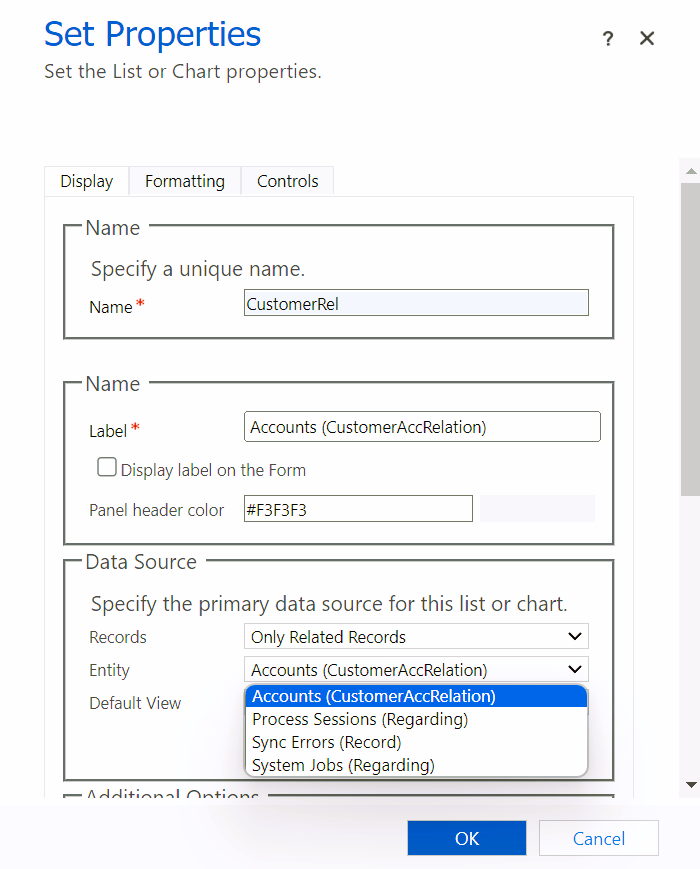 Set Properties
? ×
Set the List or Chart properties.
Display Formatting Controls
Name
Specify a unique name.
Name* CustomerRel
Name
Label* Accounts (CustomerAccRelation)
Display label on the Form
Panel header color #F3F3F3
Data Source
Specify the primary data source for this list or chart.
Records Only Related Records
Entity Accounts (CustomerAccRelation)
Default View
Accounts (CustomerAccRelation)
Process Sessions (Regarding)
Sync Errors (Record)
System Jobs (Regarding)
Additional Options
OK Cancel